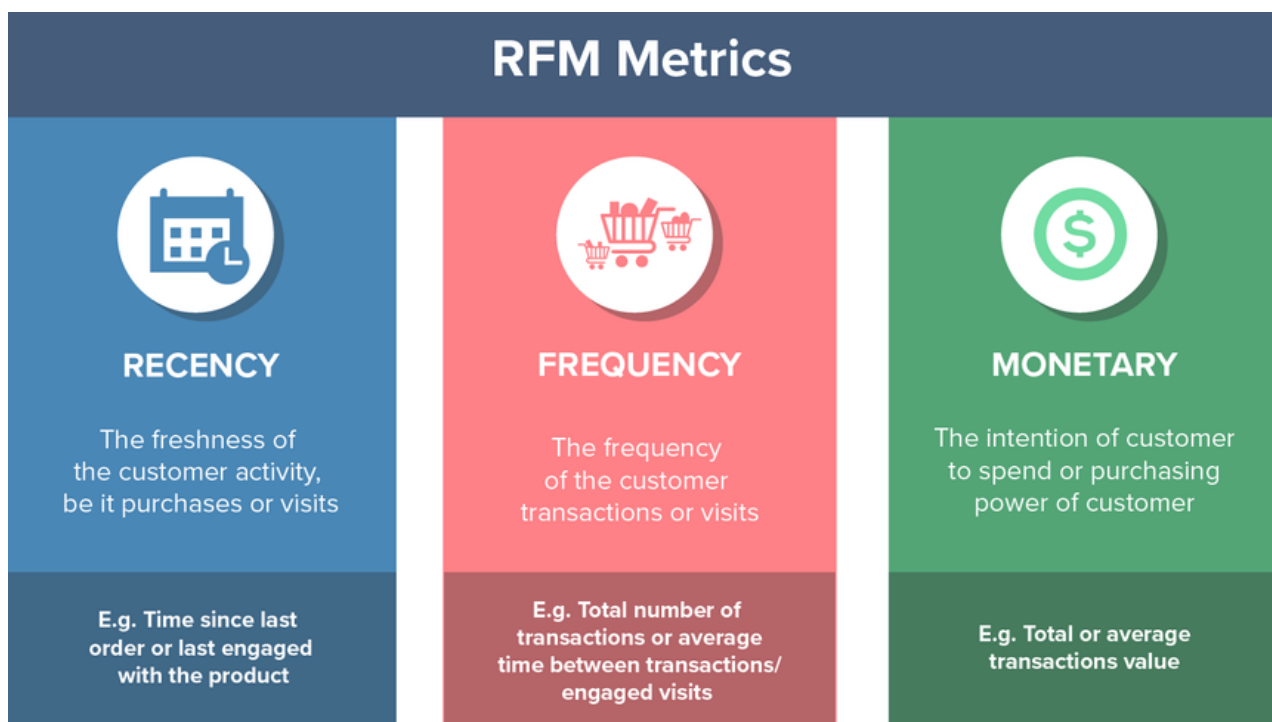 RFM Metrics
RECENCY
The freshness of
the customer activity,
be it purchases or visits
E.g. Time since last
order or last engaged
with the product
FREQUENCY
The frequency
of the customer
transactions or visits
E.g. Total number of
transactions or average
time between transactions/
engaged visits
$
MONETARY
The intention of customer
to spend or purchasing
power of customer
E.g. Total or average
transactions value